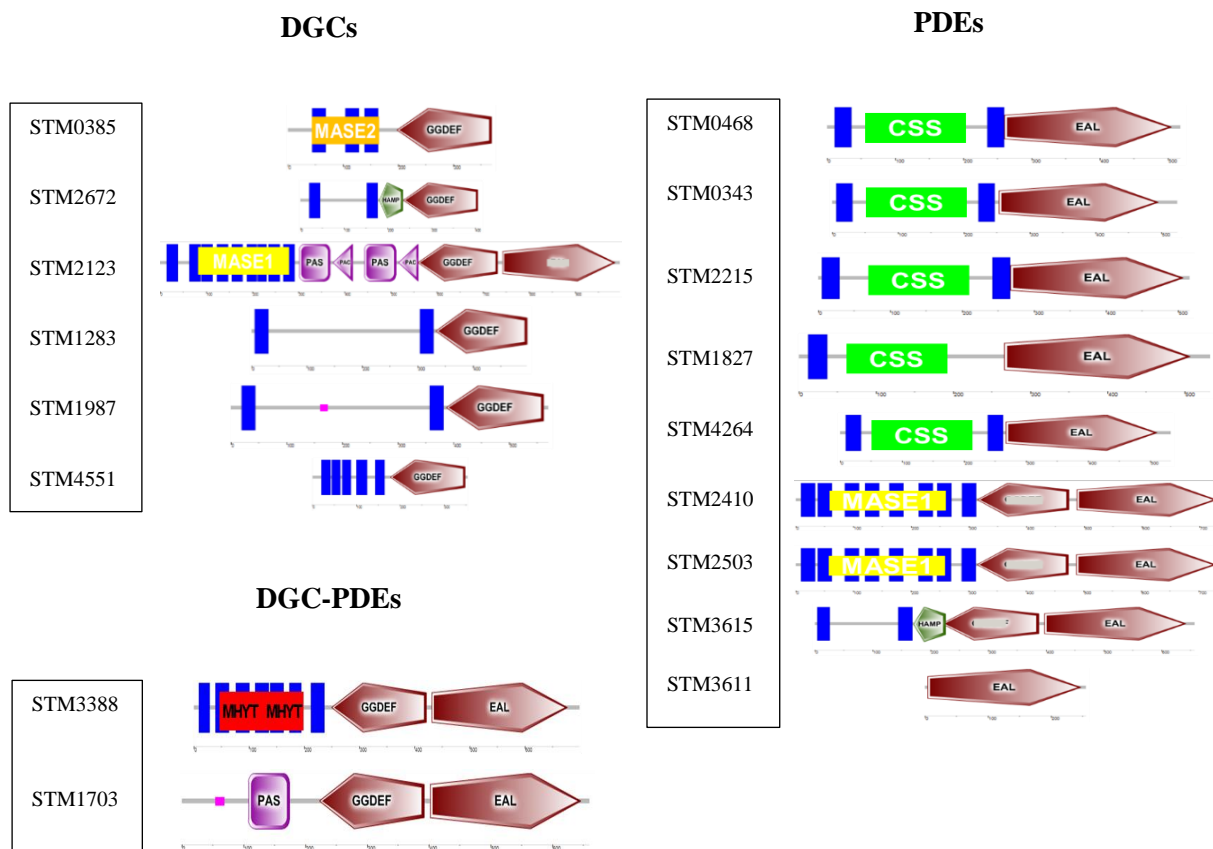 DGCs
STM0385
MASE2
GGDEF
STM2672
HAMP
GGDEF
STM2123
MASE1
PAS
PAC
PAS
PAC
GGDEF
STM1283
GGDEF
STM1987
GGDEF
STM4551
GGDEF
DGC-PDEs
STM3388
MHYT MHYT
GGDEF
EAL
STM1703
PAS
GGDEF
EAL
PDEs
STM0468
CSS
EAL
STM0343
CSS
EAL
STM2215
CSS
EAL
STM1827
CSS
EAL
STM4264
CSS
EAL
STM2410
MASE1
EAL
STM2503
MASE1
EAL
STM3615
HAMP
EAL
STM3611
EAL